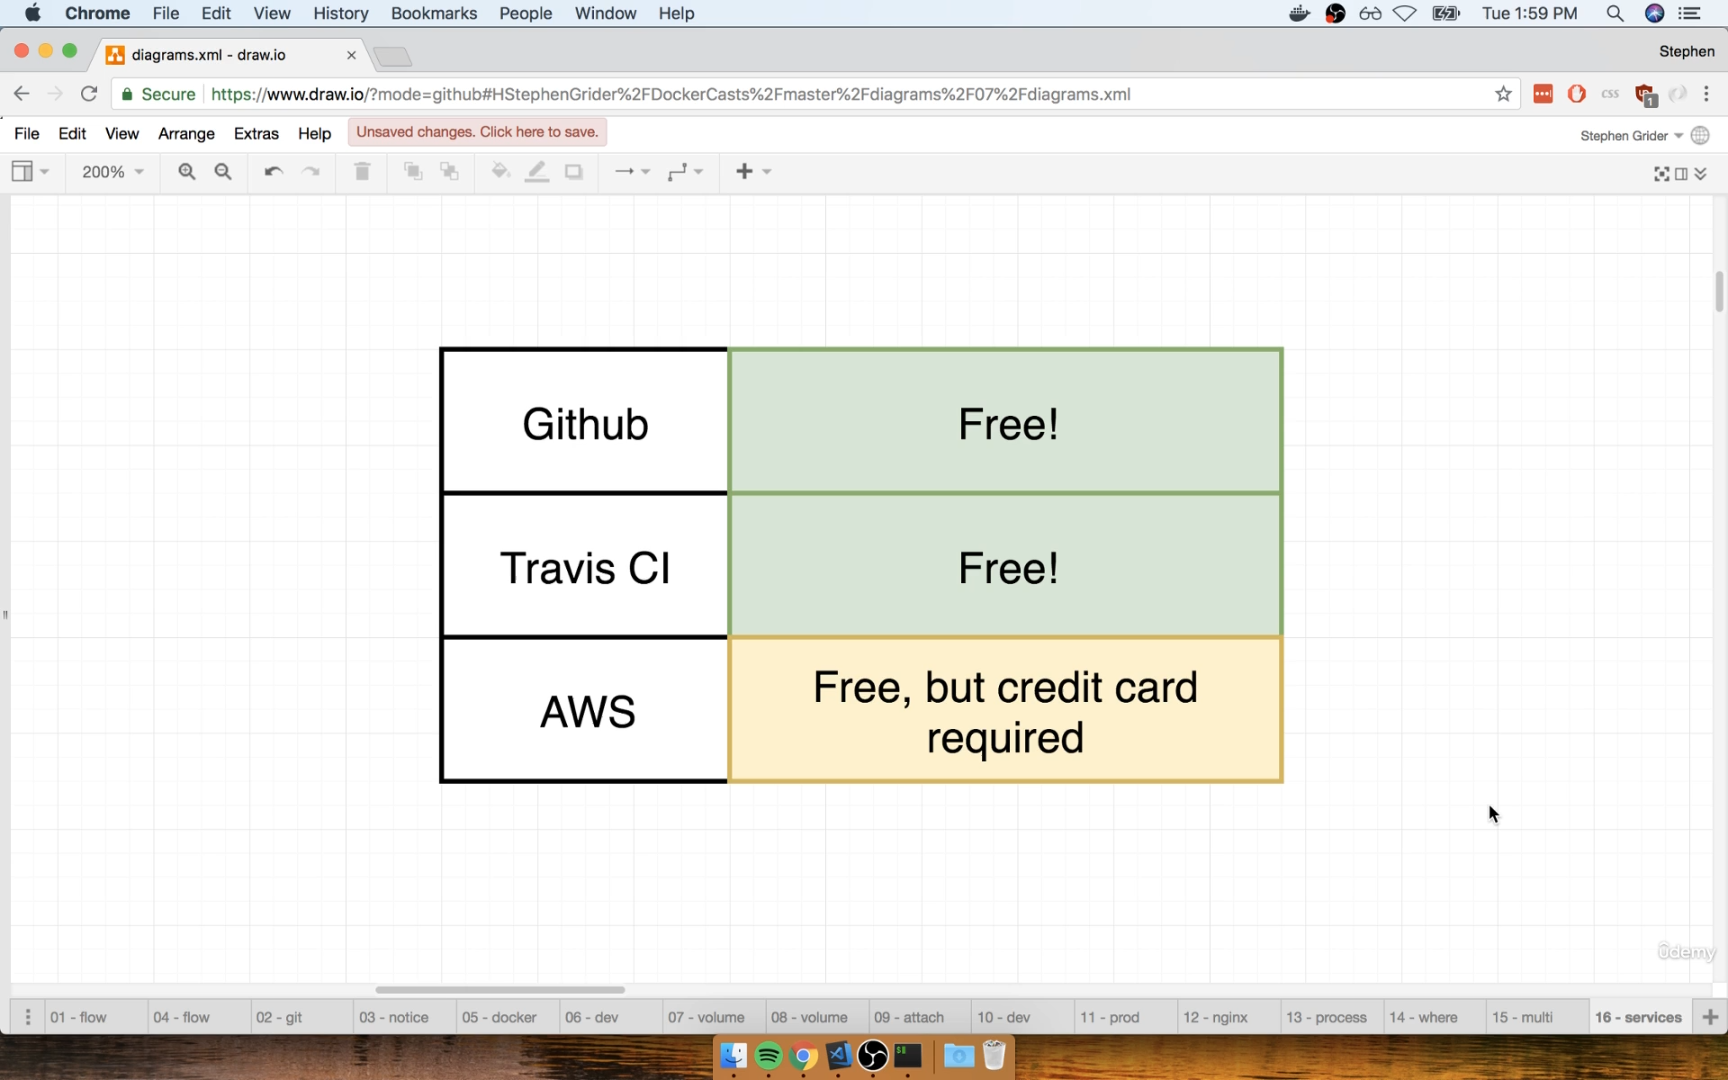 Chrome File Edit View History Bookmarks People Window Help Tue 1:59 PM
diagrams.xml - draw.io Stephen
Secure https://www.draw.io/?mode=github#HStephenGrider%2FDockerCasts%2Fmaster%2Fdiagrams%2F07%2Fdiagrams.xml CSS 1
File Edit View Arrange Extras Help Unsaved changes. Click here to save. Stephen Grider
200%
Github Free!
Travis CI Free!
AWS Free, but credit card
required
ûdemy
01 - flow 04 - flow 02 - git 03 - notice 05 - docker 06 - dev 07 - volume 08 - volume 09 - attach 10 - dev 11 - prod 12 - nginx 13 - process 14 - where 15 - multi 16 - services